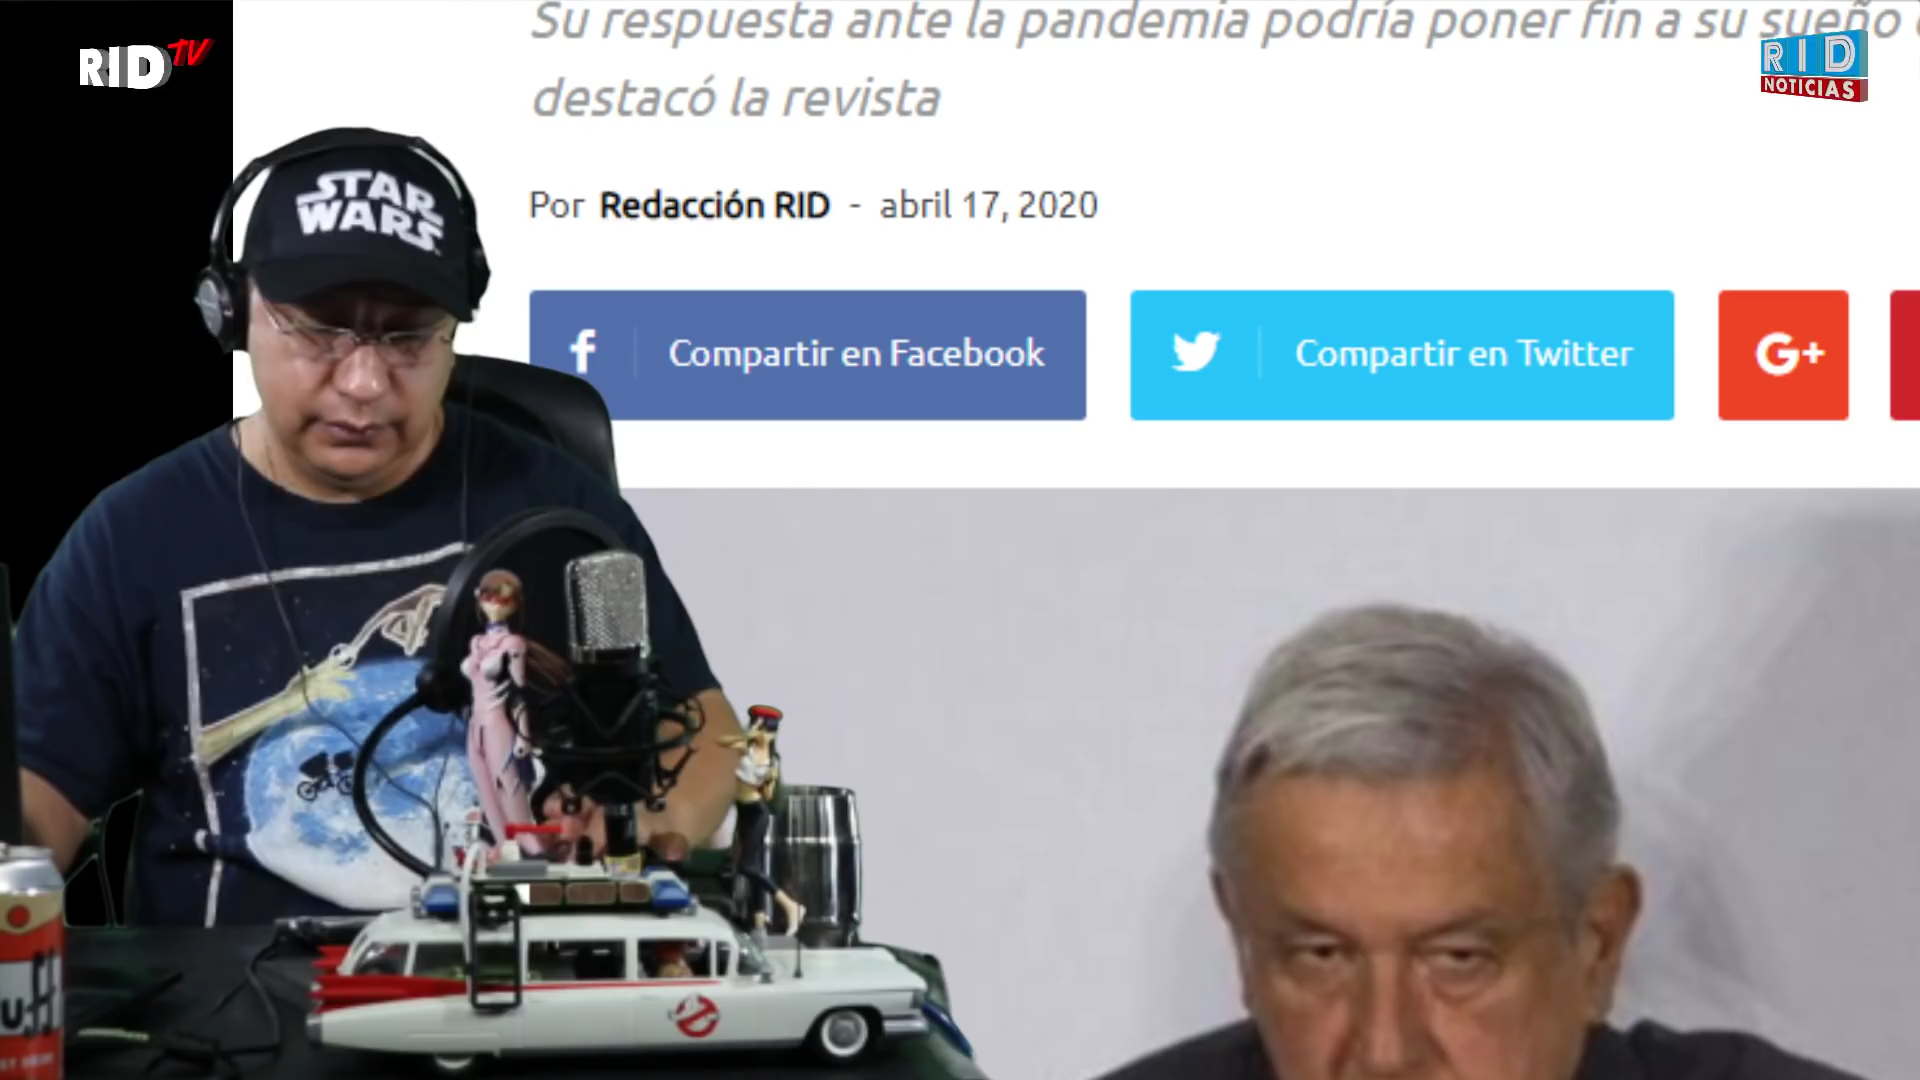 Su respuesta ante la pandemia podría poner fin a su sueño
destacó la revista
RID TV
RID
NOTICIAS
STAR
WARS
Por Redacción RID - abril 17, 2020
Compartir en Facebook
Compartir en Twitter
G+